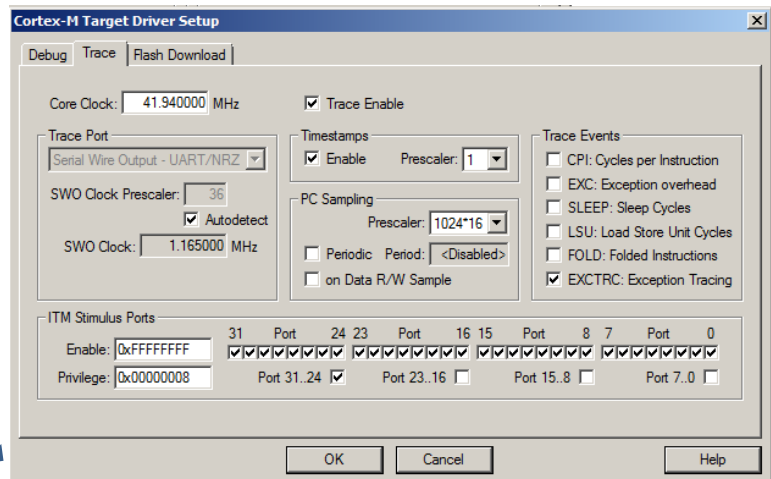 Cortex-M Target Driver Setup
Debug Trace Flash Download
Core Clock: 41.940000 MHz Trace Enable
Trace Port
Serial Wire Output - UART/NRZ
SWO Clock Prescaler: 36
Autodetect
SWO Clock: 1.165000 MHz
Timestamps
Enable Prescaler: 1
PC Sampling
Prescaler: 1024*16
Periodic Period: <Disabled>
on Data R/W Sample
Trace Events
CPI: Cycles per Instruction
EXC: Exception overhead
SLEEP: Sleep Cycles
LSU: Load Store Unit Cycles
FOLD: Folded Instructions
EXCTRC: Exception Tracing
ITM Stimulus Ports
31 Port 24 23 Port 16 15 Port 8 7 Port 0
Enable: 0xFFFFFFFF
Privilege: 0x00000008 Port 31..24 Port 23..16 Port 15..8 Port 7..0
OK Cancel Help